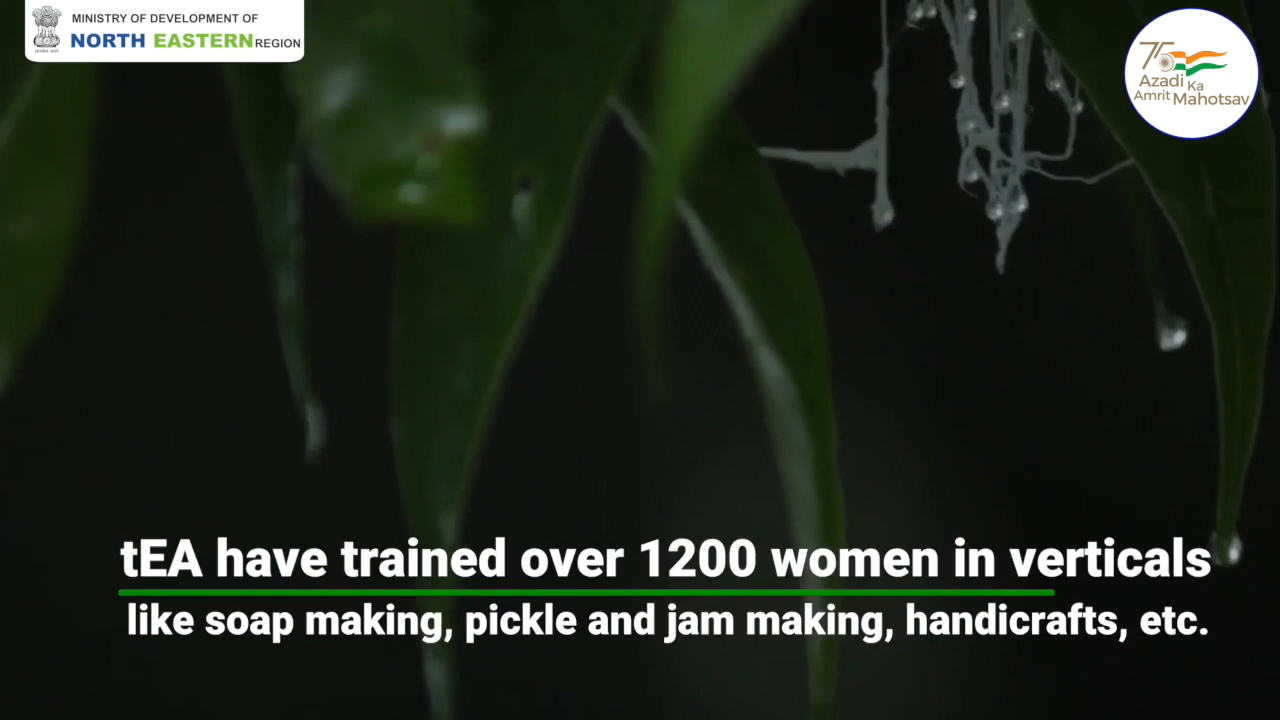 MINISTRY OF DEVELOPMENT OF
NORTH EASTERN REGION
75
Azadi Ka
Amrit Mahotsav
tEA have trained over 1200 women in verticals
like soap making, pickle and jam making, handicrafts, etc.